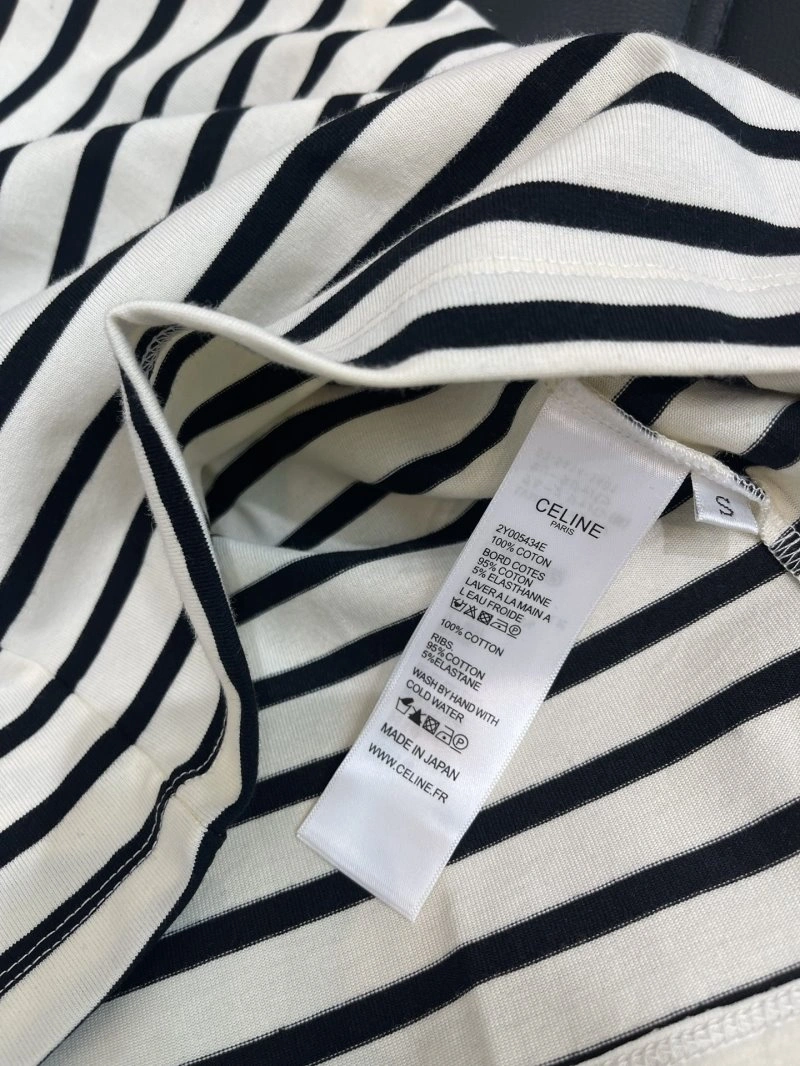 CELINE
PARIS
2Y005434E
100% COTON
BORD COTES
95% COTON
5% ELASTHANNE
LAVER A LA MAIN A
L EAU FROIDE
100% COTTON
RIBS
95%COTTON
5%ELASTANE
WASH BY HAND WITH
COLD WATER
MADE IN JAPAN
WWW.CELINE.FR
S